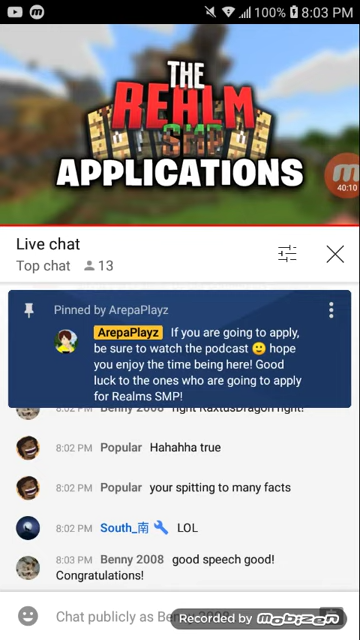 100% 8:03 PM
THE
REALM
SMP
APPLICATIONS
40:10
Live chat
Top chat 13
Pinned by ArepaPlayz
ArepaPlayz If you are going to apply,
be sure to watch the podcast 🙂 hope
you enjoy the time being here! Good
luck to the ones who are going to apply
for Realms SMP!
8:02 PM Benny 2008 right RaxtusDragon right!
8:02 PM Popular Hahahha true
8:02 PM Popular your spitting to many facts
8:02 PM South_南 🔧 LOL
8:03 PM Benny 2008 good speech good!
Congratulations!
Chat publicly as Benny 2008
Recorded by Mobizen